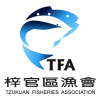 TFA
梓官區漁會
TZUKUAN FISHERIES ASSOCIATION